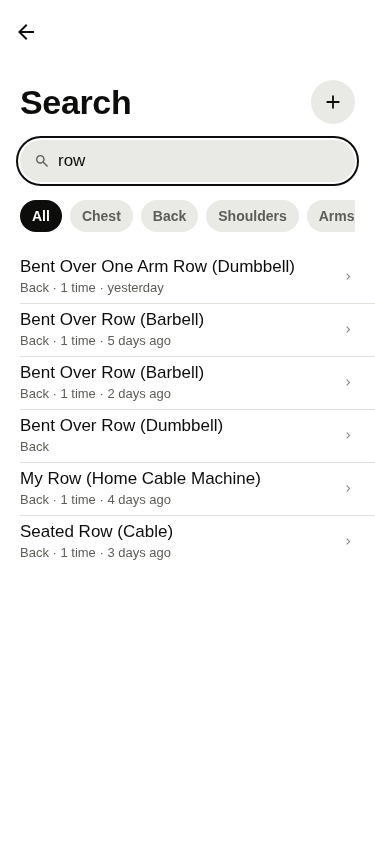 Search
row
All Chest Back Shoulders Arms
Bent Over One Arm Row (Dumbbell)
Back · 1 time · yesterday
Bent Over Row (Barbell)
Back · 1 time · 5 days ago
Bent Over Row (Barbell)
Back · 1 time · 2 days ago
Bent Over Row (Dumbbell)
Back
My Row (Home Cable Machine)
Back · 1 time · 4 days ago
Seated Row (Cable)
Back · 1 time · 3 days ago